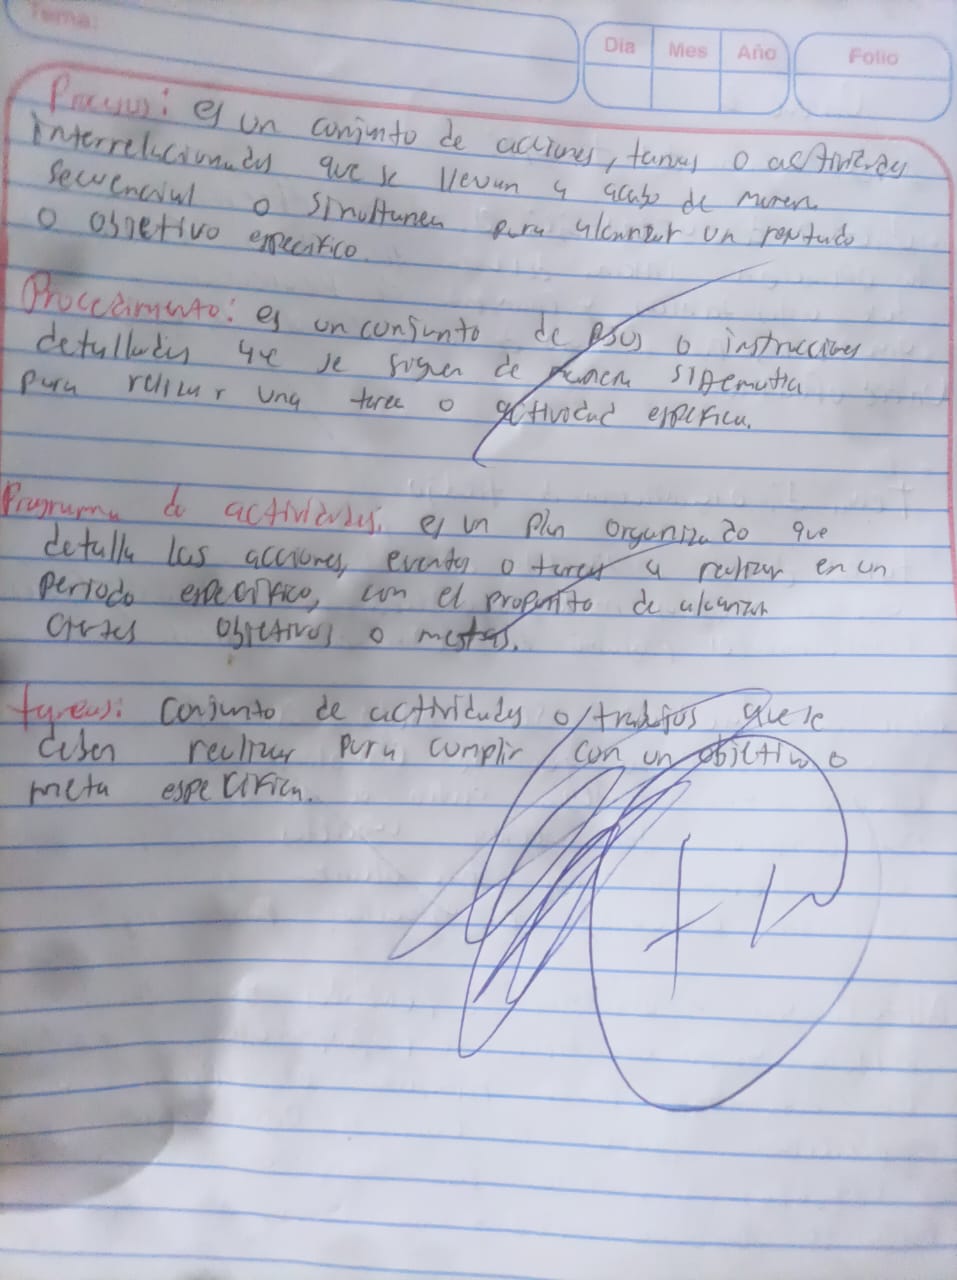 Tema:
Día Mes Año Folio
Procesos: es un conjunto de acciones, tareas o actividades
interrelacionadas que se llevan a acabo de manera
secuencial o simultanea para alcanzar un resultado
o objetivo especifico.
Procedimiento: es un conjunto de pasos o instrucciones
detalladas que se siguen de manera sistematica
para relizar una tarea o actividad especifica.
Programa de actividades: es un plan organizado que
detalla las acciones, eventos o tareas a realizar en un
periodo especifico, con el proposito de alcanzar
ciertos objetivos o mestas.
tareas: conjunto de actividades o trabajos que se
deben realizar para cumplir con un objetivo o
meta especifica.
+1